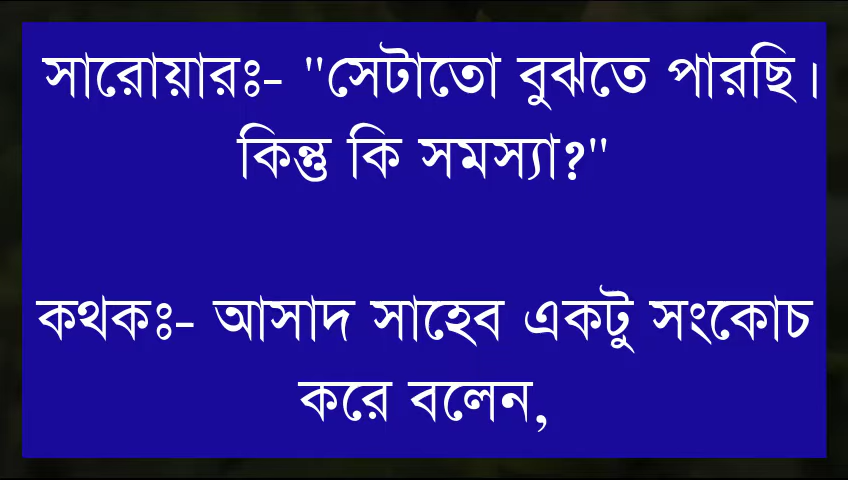 সারোয়ারঃ- "সেটাতো বুঝতে পারছি।
কিন্তু কি সমস্যা?"
কথকঃ- আসাদ সাহেব একটু সংকোচ
করে বলেন,